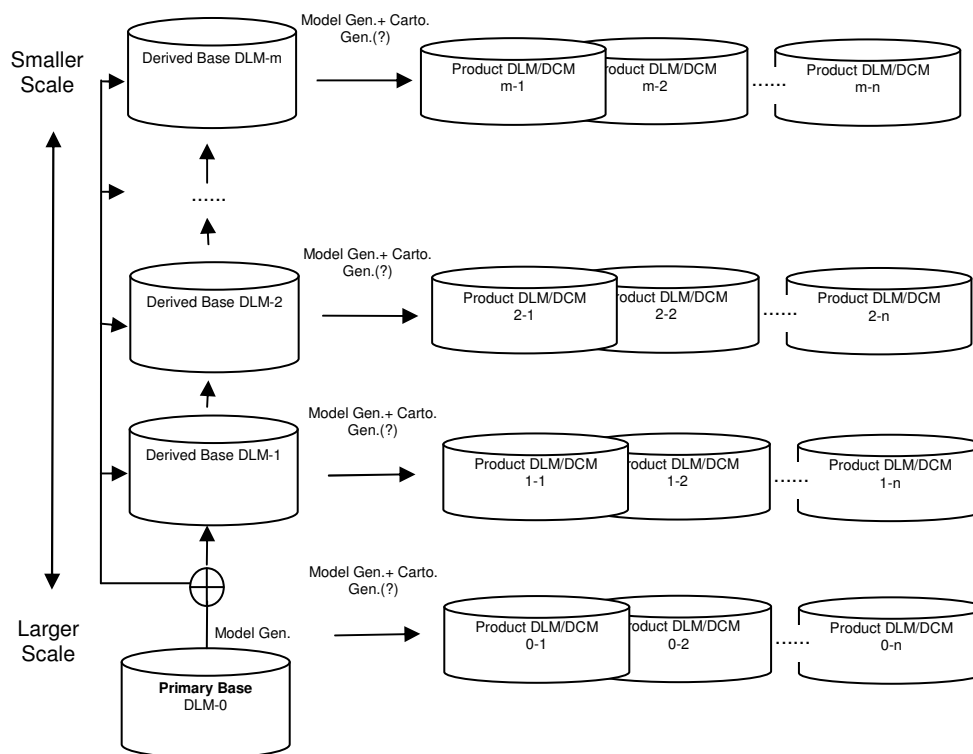 Smaller
Scale
Derived Base DLM-m
Model Gen.+ Carto.
Gen.(?)
Product DLM/DCM
m-1
Product DLM/DCM
m-2
......
Product DLM/DCM
m-n
......
Derived Base DLM-2
Model Gen.+ Carto.
Gen.(?)
Product DLM/DCM
2-1
Product DLM/DCM
2-2
......
Product DLM/DCM
2-n
Derived Base DLM-1
Model Gen.+ Carto.
Gen.(?)
Product DLM/DCM
1-1
Product DLM/DCM
1-2
......
Product DLM/DCM
1-n
Larger
Scale
Model Gen.
Primary Base
DLM-0
Model Gen.+ Carto.
Gen.(?)
Product DLM/DCM
0-1
Product DLM/DCM
0-2
......
Product DLM/DCM
0-n